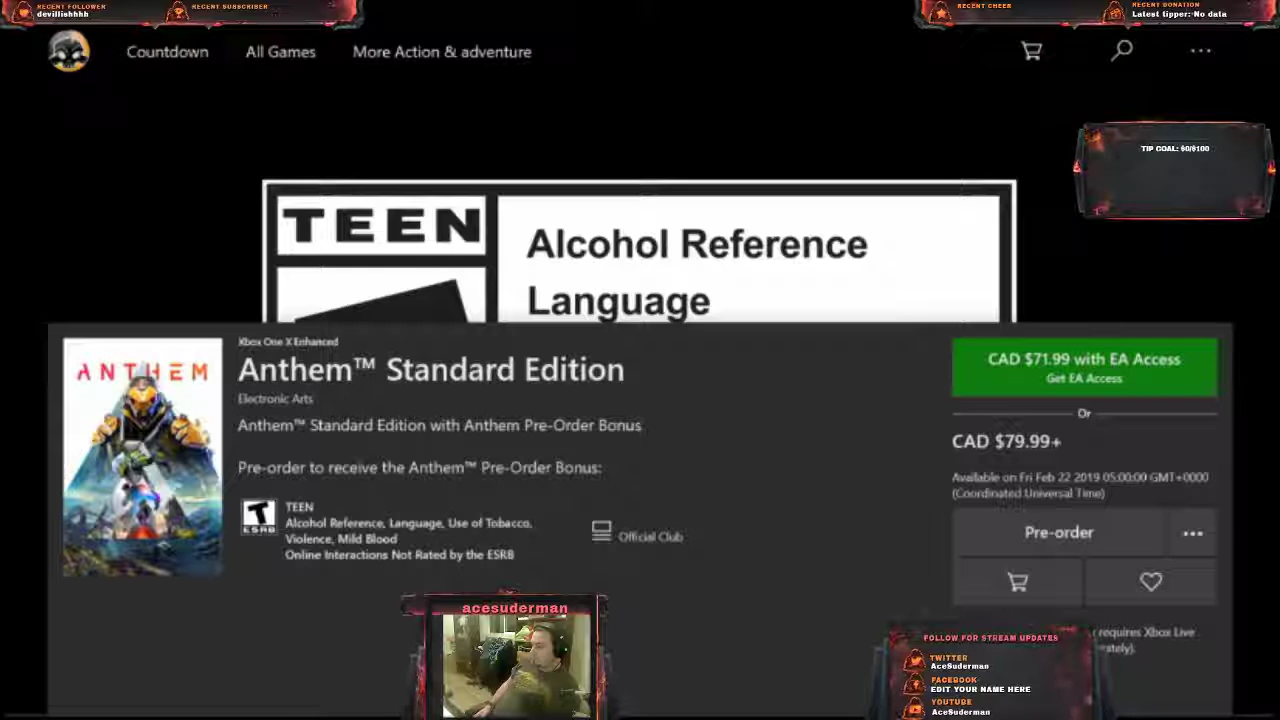 RECENT FOLLOWER
devillishhhh
RECENT SUBSCRIBER
RECENT CHEER
RECENT DONATION
Latest tipper: No data
Countdown
All Games
More Action & adventure
TIP GOAL: $0/$100
TEEN
Alcohol Reference
Language
ANTHEM
Xbox One X Enhanced
Anthem™ Standard Edition
Electronic Arts
Anthem™ Standard Edition with Anthem Pre-Order Bonus
Pre-order to receive the Anthem™ Pre-Order Bonus:
T
ESRB
TEEN
Alcohol Reference, Language, Use of Tobacco,
Violence, Mild Blood
Online Interactions Not Rated by the ESRB
Official Club
CAD $71.99 with EA Access
Get EA Access
Or
CAD $79.99+
Available on Fri Feb 22 2019 05:00:00 GMT+0000
(Coordinated Universal Time)
Pre-order
requires Xbox Live
acesuderman
FOLLOW FOR STREAM UPDATES
TWITTER
AceSuderman
FACEBOOK
EDIT YOUR NAME HERE
YOUTUBE
AceSuderman